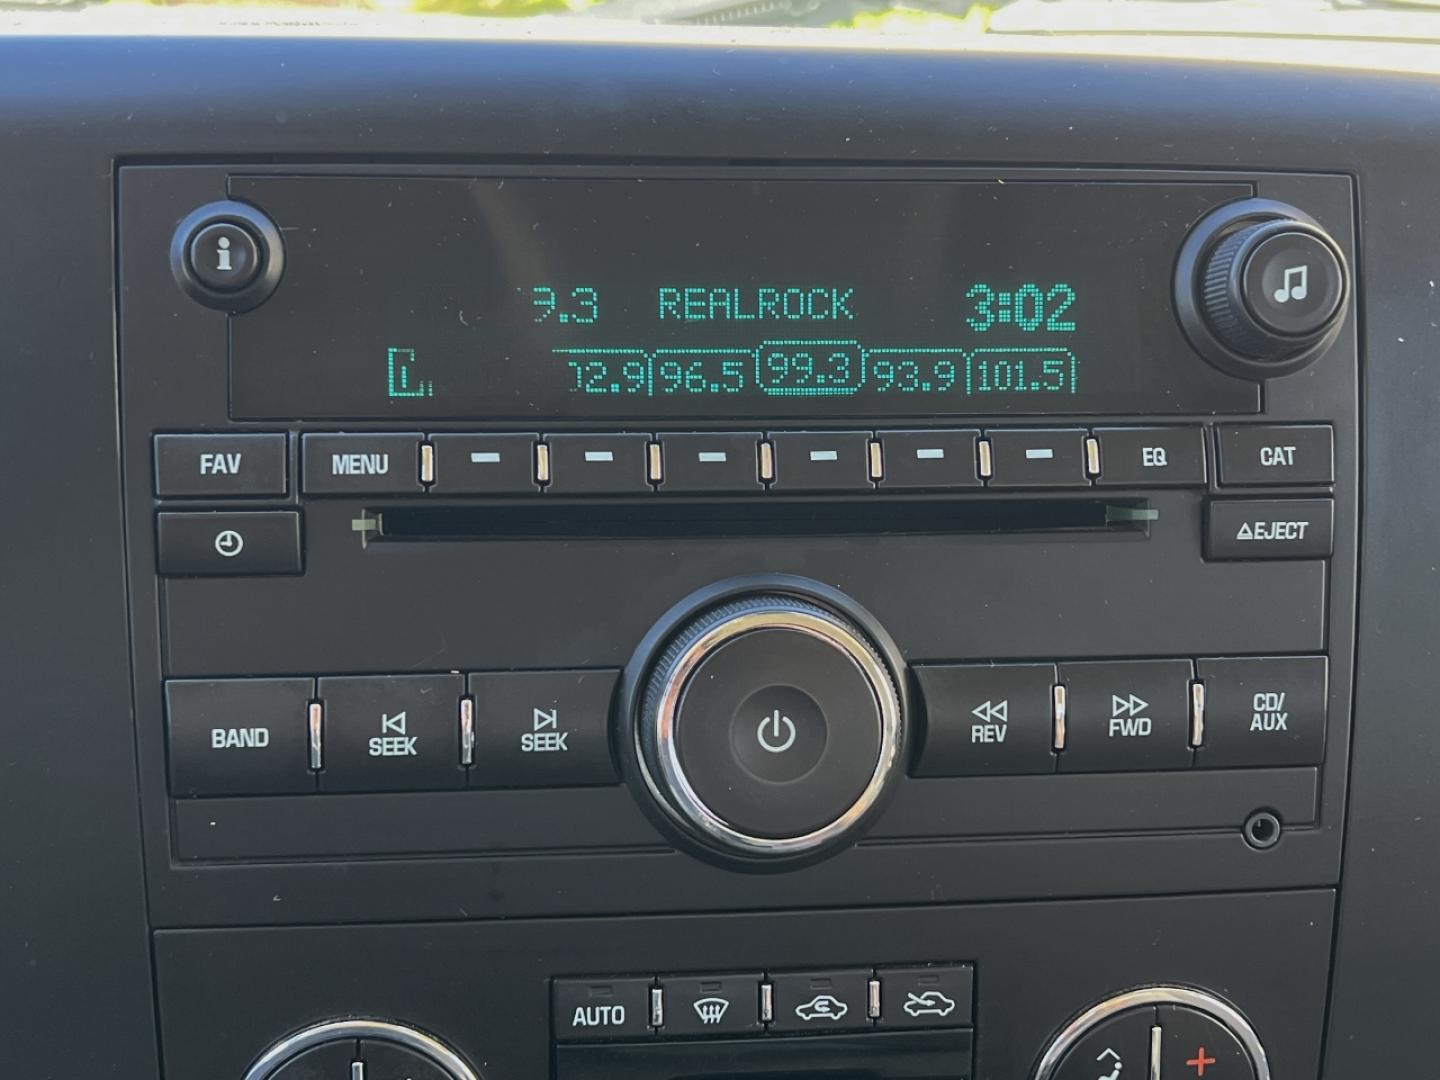 9.3 REALROCK 3:02
2.9 96.5 99.3 93.9 101.5
i
FAV MENU EQ CAT
EJECT
BAND SEEK SEEK REV FWD CD/
AUX
AUTO